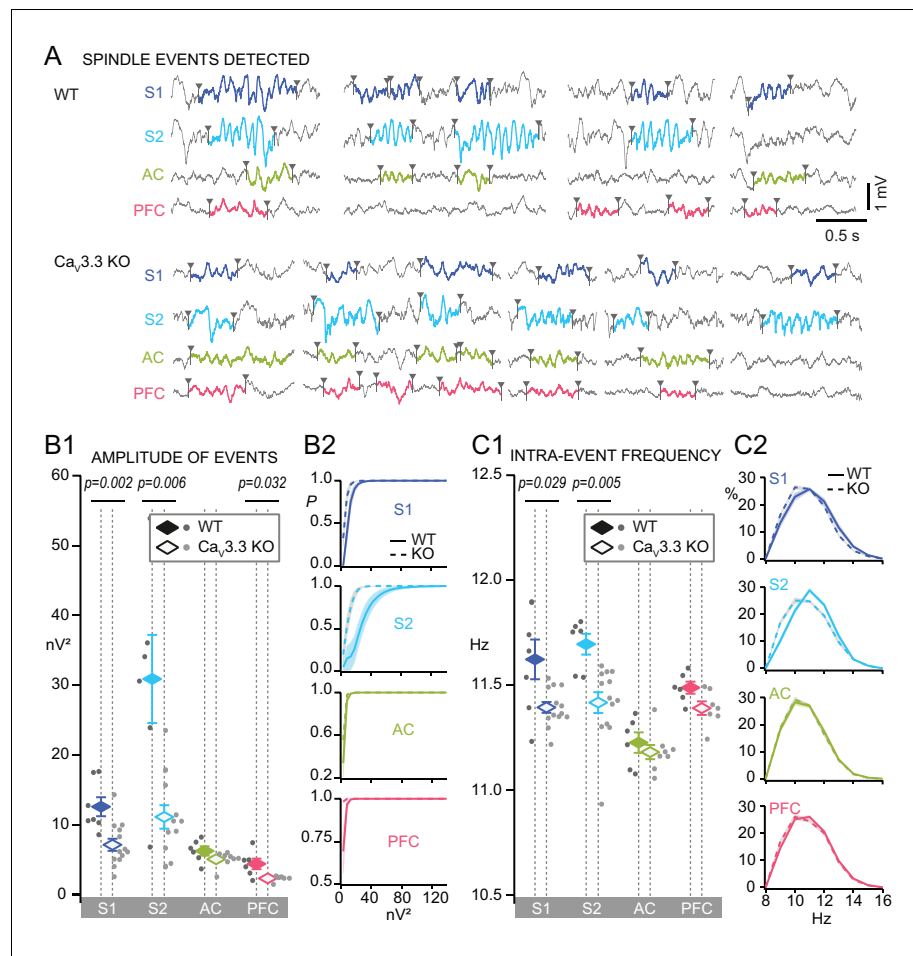 A SPINDLE EVENTS DETECTED
WT
S1
S2
AC
PFC
1 mV
0.5 s
CaV3.3 KO
S1
S2
AC
PFC
B1
AMPLITUDE OF EVENTS
60
50
40
nV²
30
20
10
0
p=0.002
p=0.006
p=0.032
WT
CaV3.3 KO
S1 S2 AC PFC
B2
P
1.0
0.5
0.0
S1
WT
KO
1.0
0.5
0.0
S2
1.0
0.6
0.2
AC
1.0
0.75
0.5
PFC
0 40 80 120
nV²
C1
INTRA-EVENT FREQUENCY
12.5
12.0
Hz
11.5
11.0
10.5
p=0.029
p=0.005
WT
CaV3.3 KO
S1 S2 AC PFC
C2
%
30
20
10
0
S1
WT
KO
30
20
10
0
S2
30
20
10
0
AC
30
20
10
0
PFC
8 10 12 14 16
Hz